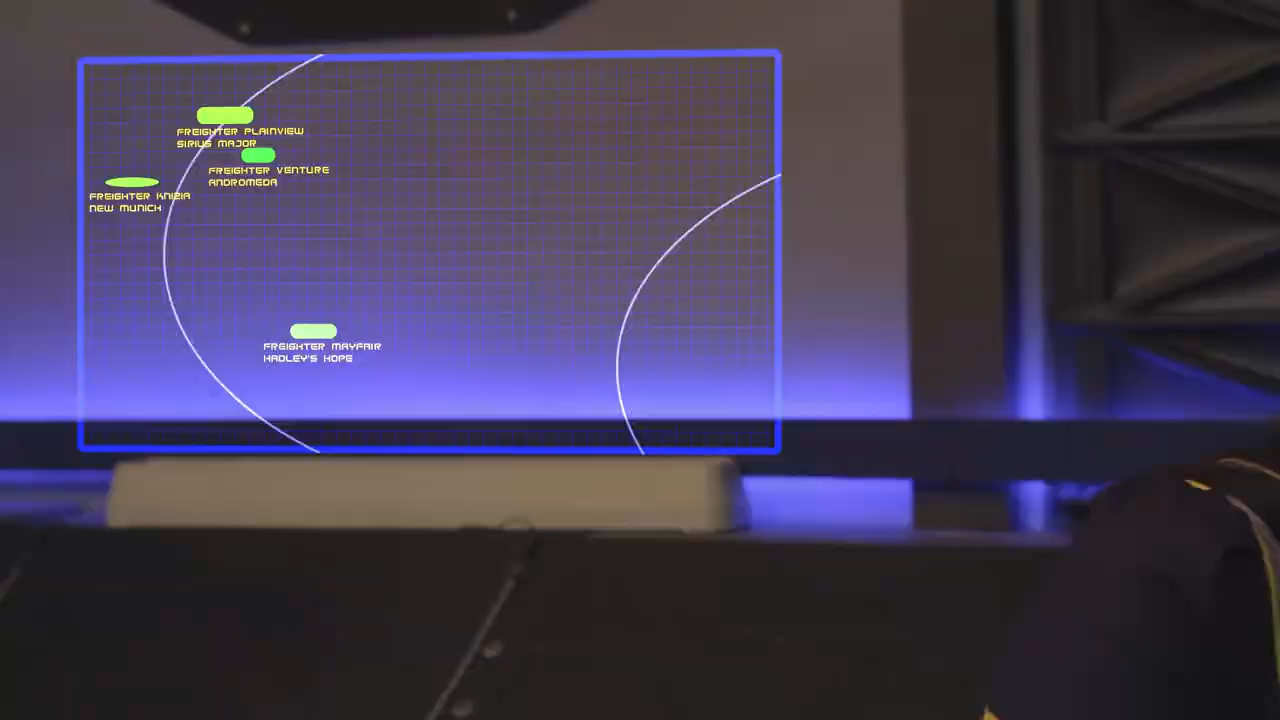 FREIGHTER PLAINVIEW
SIRIUS MAJOR
FREIGHTER VENTURE
ANDROMEDA
FREIGHTER KNIZIA
NEW MUNICH
FREIGHTER MAYFAIR
HADLEY'S HOPE